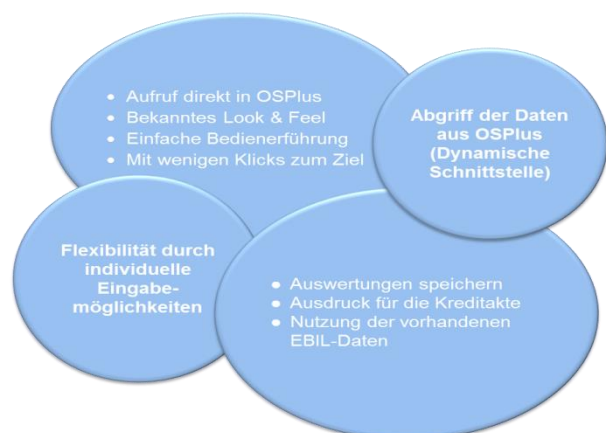 • Aufruf direkt in OSPlus
• Bekanntes Look & Feel
• Einfache Bedienerführung
• Mit wenigen Klicks zum Ziel
Abgriff der Daten
aus OSPlus
(Dynamische
Schnittstelle)
Flexibilität durch
individuelle
Eingabe-
möglichkeiten
• Auswertungen speichern
• Ausdruck für die Kreditakte
• Nutzung der vorhandenen
EBIL-Daten